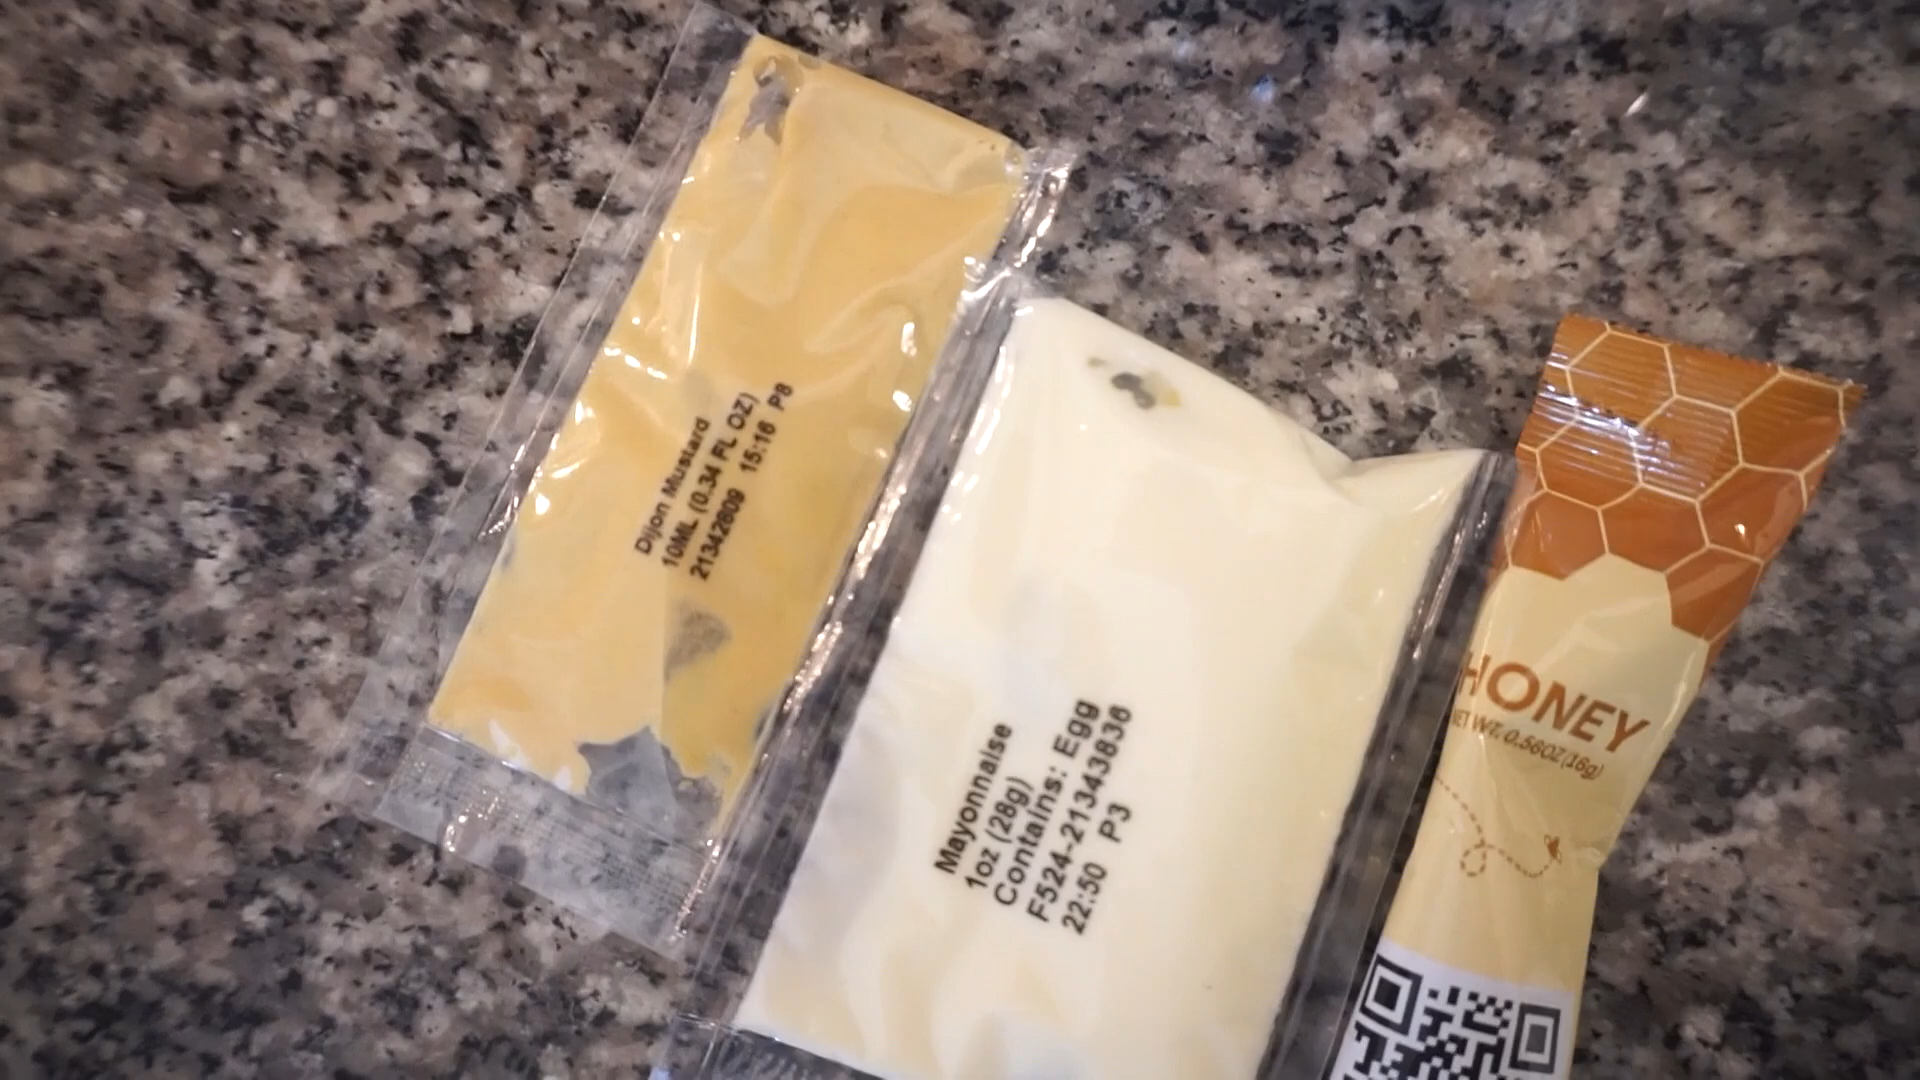 Dijon Mustard
10ML (0.34 FL OZ)
21342609 15:16 P8
Mayonnaise
1oz (28g)
Contains: Egg
F524-21343836
22:50 P3
HONEY
NET WT. 0.56OZ (16g)